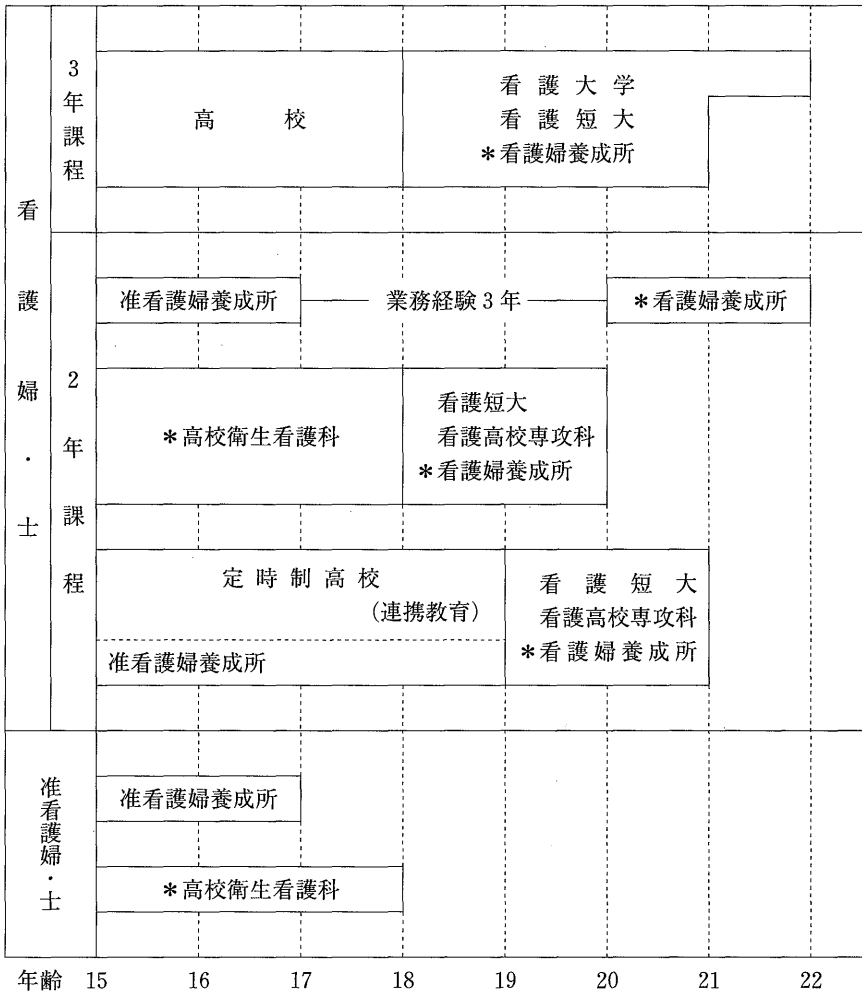 看護婦・士
3年課程
高校
看護大学
看護短大
＊看護婦養成所
2年課程
准看護婦養成所
業務経験3年
＊看護婦養成所
＊高校衛生看護科
看護短大
看護高校専攻科
＊看護婦養成所
定時制高校
(連携教育)
准看護婦養成所
看護短大
看護高校専攻科
＊看護婦養成所
准看護婦・士
准看護婦養成所
＊高校衛生看護科
年齢 15 16 17 18 19 20 21 22